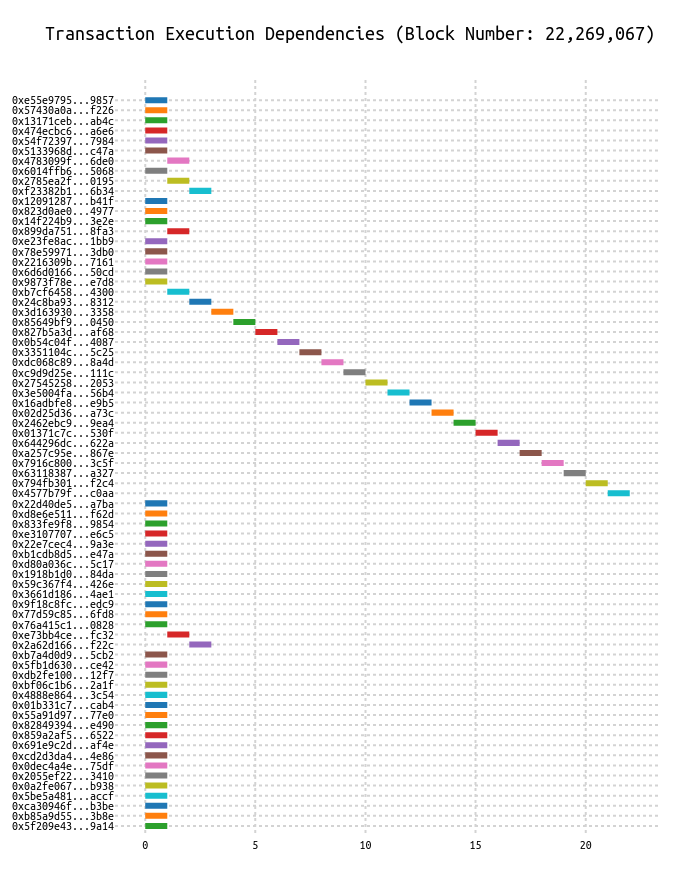 Transaction Execution Dependencies (Block Number: 22,269,067)
0xe55e9795...9857
0x57430a0a...f226
0x13171ceb...ab4c
0x474ecbc6...a6e6
0x54f72397...7984
0x5133968d...c47a
0x4783099f...6de0
0x6014ffb6...5068
0x2785ea2f...0195
0xf23382b1...6b34
0x12091287...b41f
0x823d0ae0...4977
0x14f224b9...3e2e
0x899da751...8fa3
0xe23fe8ac...1bb9
0x78e59971...3db0
0x2216309b...7161
0x6d6d0166...50cd
0x9873f78e...e7d8
0xb7cf6458...4300
0x24c8ba93...8312
0x3d163930...3358
0x85649bf9...0450
0x827b5a3d...af68
0x0b54c04f...4087
0x3351104c...5c25
0xdc068c89...8a4d
0xc9d9d25e...111c
0x27545258...2053
0x3e5004fa...56b4
0x16adbfe8...e9b5
0x02d25d36...a73c
0x2462ebc9...9ea4
0x01371c7c...530f
0x644296dc...622a
0xa257c95e...867e
0x7916c800...3c5f
0x63118387...a327
0x794fb301...f2c4
0x4577b79f...c0aa
0x22d40de5...a7ba
0xd8e6e511...f62d
0x833fe9f8...9854
0xe3107707...e6c5
0x22e7cec4...9a3e
0xb1cdb8d5...e47a
0xd80a036c...5c17
0x1918b1d0...84da
0x59c367f4...426e
0x3661d186...4ae1
0x9f18c8fc...edc9
0x77d59c85...6fd8
0x76a415c1...0828
0xe73bb4ce...fc32
0x2a62d166...f22c
0xb7a4d0d9...5cb2
0x5fb1d630...ce42
0xdb2fe100...12f7
0xbf06c1b6...2a1f
0x4888e864...3c54
0x01b331c7...cab4
0x55a91d97...77e0
0x82849394...e490
0x859a2af5...6522
0x691e9c2d...af4e
0xcd2d3da4...4e86
0x0dec4a4e...75df
0x2055ef22...3410
0x0a2fe067...b938
0x5be5a481...accf
0xca30946f...b3be
0xb85a9d55...3b8e
0x5f209e43...9a14
0 5 10 15 20